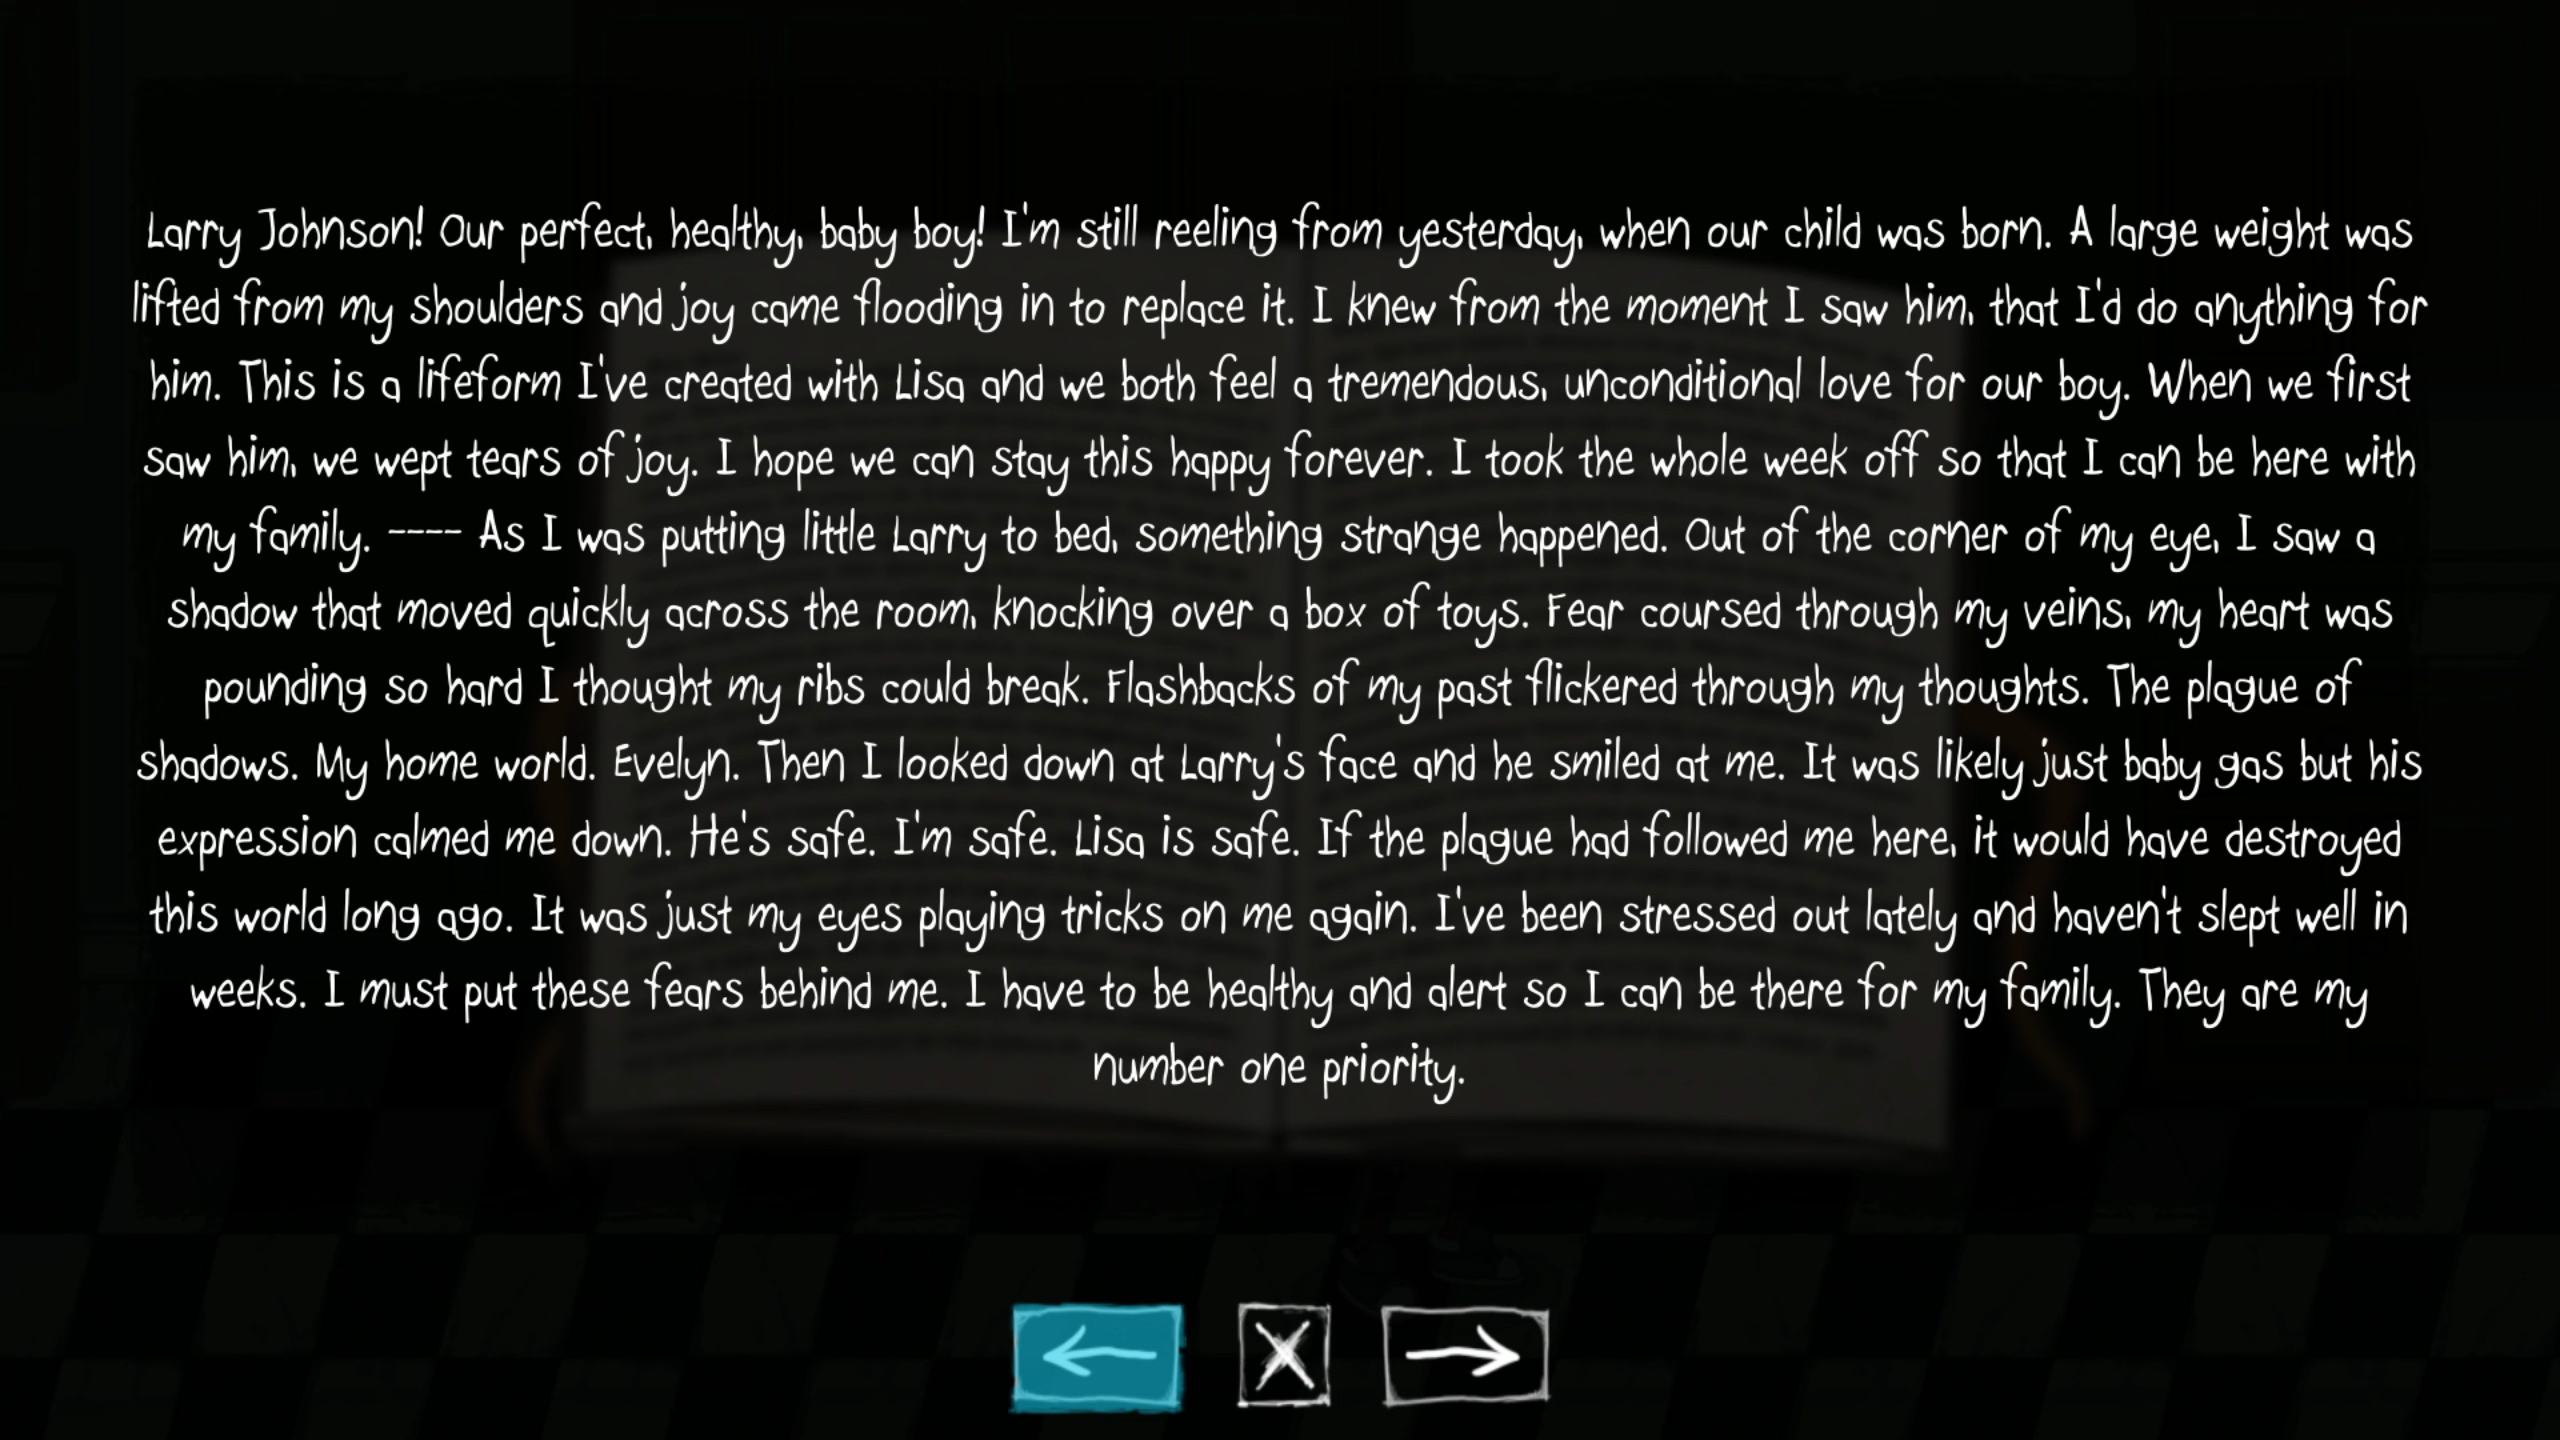 Larry Johnson! Our perfect, healthy, baby boy! I'm still reeling from yesterday, when our child was born. A large weight was
lifted from my shoulders and joy came flooding in to replace it. I knew from the moment I saw him, that I'd do anything for
him. This is a lifeform I've created with Lisa and we both feel a tremendous, unconditional love for our boy. When we first
saw him, we wept tears of joy. I hope we can stay this happy forever. I took the whole week off so that I can be here with
my family. ---- As I was putting little Larry to bed, something strange happened. Out of the corner of my eye, I saw a
shadow that moved quickly across the room, knocking over a box of toys. Fear coursed through my veins, my heart was
pounding so hard I thought my ribs could break. Flashbacks of my past flickered through my thoughts. The plague of
shadows. My home world. Evelyn. Then I looked down at Larry's face and he smiled at me. It was likely just baby gas but his
expression calmed me down. He's safe. I'm safe. Lisa is safe. If the plague had followed me here, it would have destroyed
this world long ago. It was just my eyes playing tricks on me again. I've been stressed out lately and haven't slept well in
weeks. I must put these fears behind me. I have to be healthy and alert so I can be there for my family. They are my
number one priority.